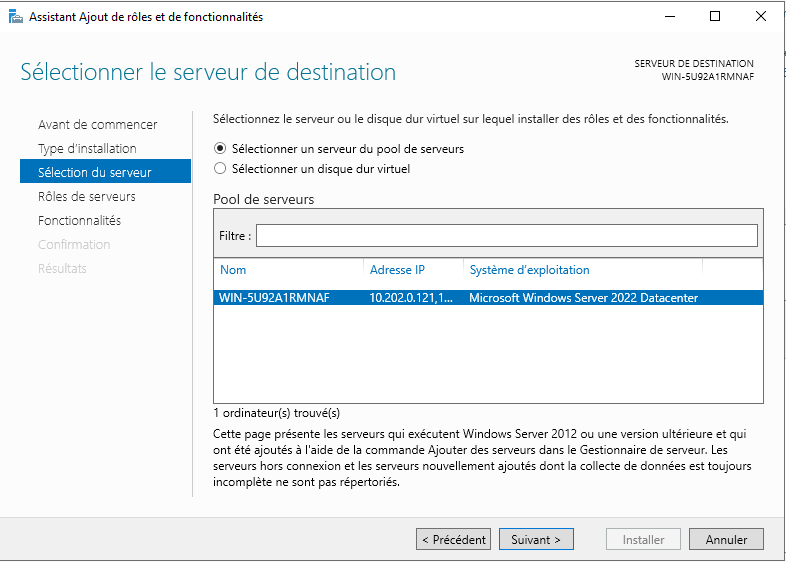 Assistant Ajout de rôles et de fonctionnalités
Sélectionner le serveur de destination
SERVEUR DE DESTINATION
WIN-5U92A1RMNAF
Avant de commencer
Type d'installation
Sélection du serveur
Rôles de serveurs
Fonctionnalités
Confirmation
Résultats
Sélectionnez le serveur ou le disque dur virtuel sur lequel installer des rôles et des fonctionnalités.
Sélectionner un serveur du pool de serveurs
Sélectionner un disque dur virtuel
Pool de serveurs
Filtre :
Nom Adresse IP Système d'exploitation
WIN-5U92A1RMNAF 10.202.0.121,1... Microsoft Windows Server 2022 Datacenter
1 ordinateur(s) trouvé(s)
Cette page présente les serveurs qui exécutent Windows Server 2012 ou une version ultérieure et qui
ont été ajoutés à l'aide de la commande Ajouter des serveurs dans le Gestionnaire de serveur. Les
serveurs hors connexion et les serveurs nouvellement ajoutés dont la collecte de données est toujours
incomplète ne sont pas répertoriés.
< Précédent Suivant > Installer Annuler